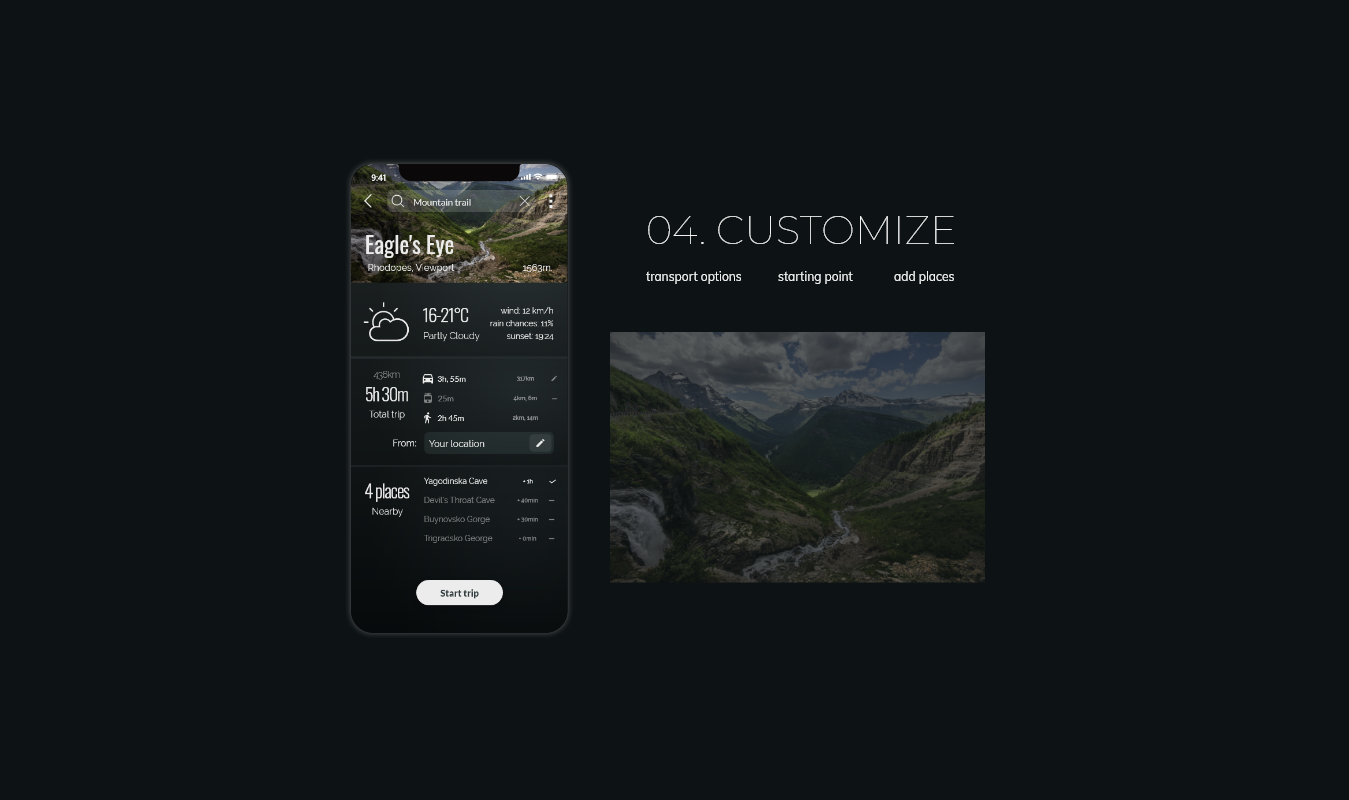 9:41
Mountain trail
Eagle's Eye
Rhodopes, Viewport
1563m.
16-21°C
Partly Cloudy
wind: 12 km/h
rain chances: 11%
sunset: 19:24
438km
5h 30m
Total trip
3h, 55m
317km
25m
4km, 6m
2h 45m
2km, 14m
From:
Your location
4 places
Nearby
Yagodinska Cave
+ 1h
Devil's Throat Cave
+ 40min
Buynovsko Gorge
+ 30min
Trigradsko George
+ 0min
Start trip
04. CUSTOMIZE
transport options
starting point
add places